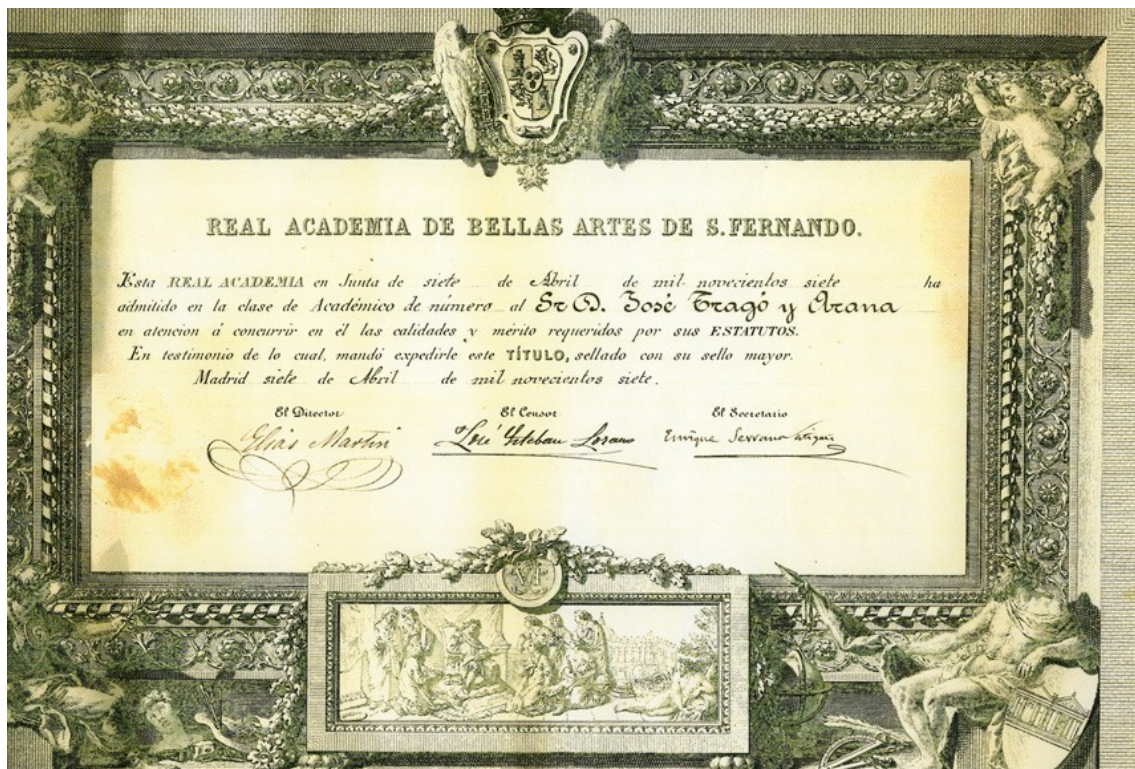 REAL ACADEMIA DE BELLAS ARTES DE S. FERNANDO.
Esta REAL ACADEMIA en Junta de siete de Abril de mil novecientos siete ha
admitido en la clase de Académico de número al Sr. D. José Tragó y Arana
en atencion á concurrir en él las calidades y mérito requeridos por sus ESTATUTOS.
En testimonio de lo cual, mandó expedirle este TÍTULO, sellado con su sello mayor.
Madrid siete de Abril de mil novecientos siete.
El Director El Censor El Secretario
Elias Martin José Esteban Lozano Enrique Serrano